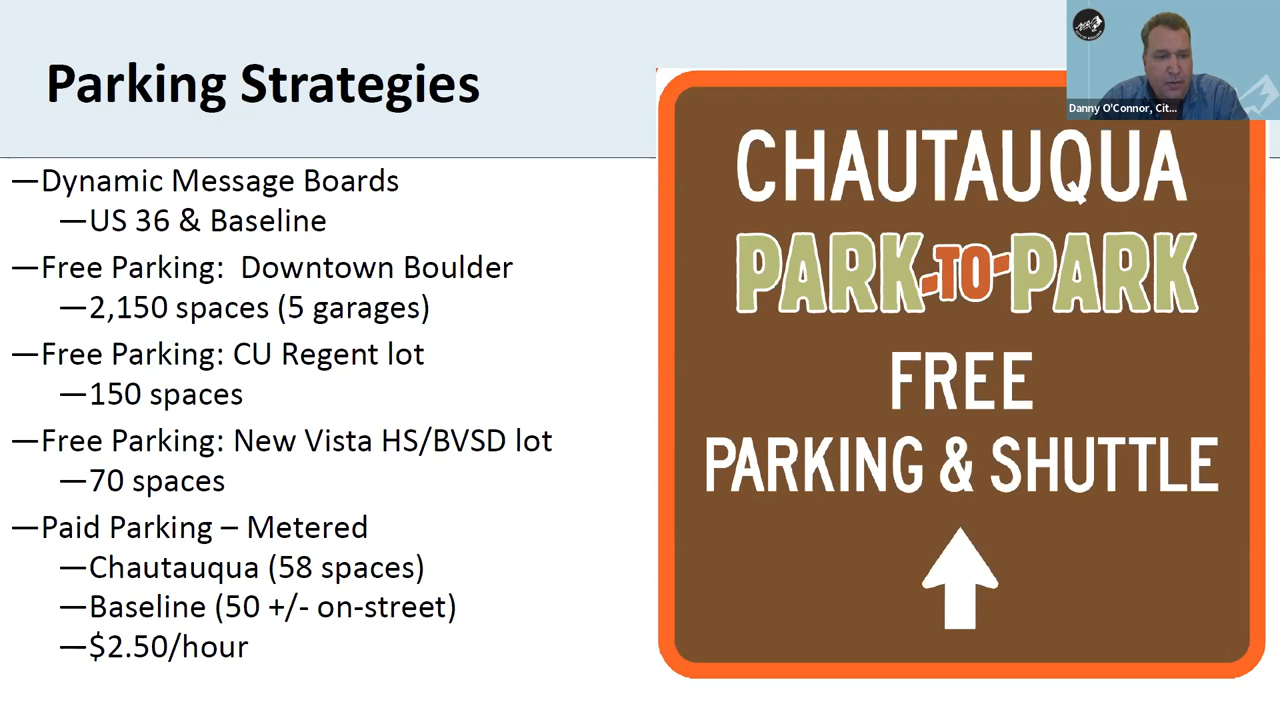 Parking Strategies
—Dynamic Message Boards
—US 36 & Baseline
—Free Parking:  Downtown Boulder
—2,150 spaces (5 garages)
—Free Parking: CU Regent lot
—150 spaces
—Free Parking: New Vista HS/BVSD lot
—70 spaces
—Paid Parking – Metered
—Chautauqua (58 spaces)
—Baseline (50 +/- on-street)
—$2.50/hour
CHAUTAUQUA
PARK-TO-PARK
FREE
PARKING & SHUTTLE
Danny O'Connor, Cit...